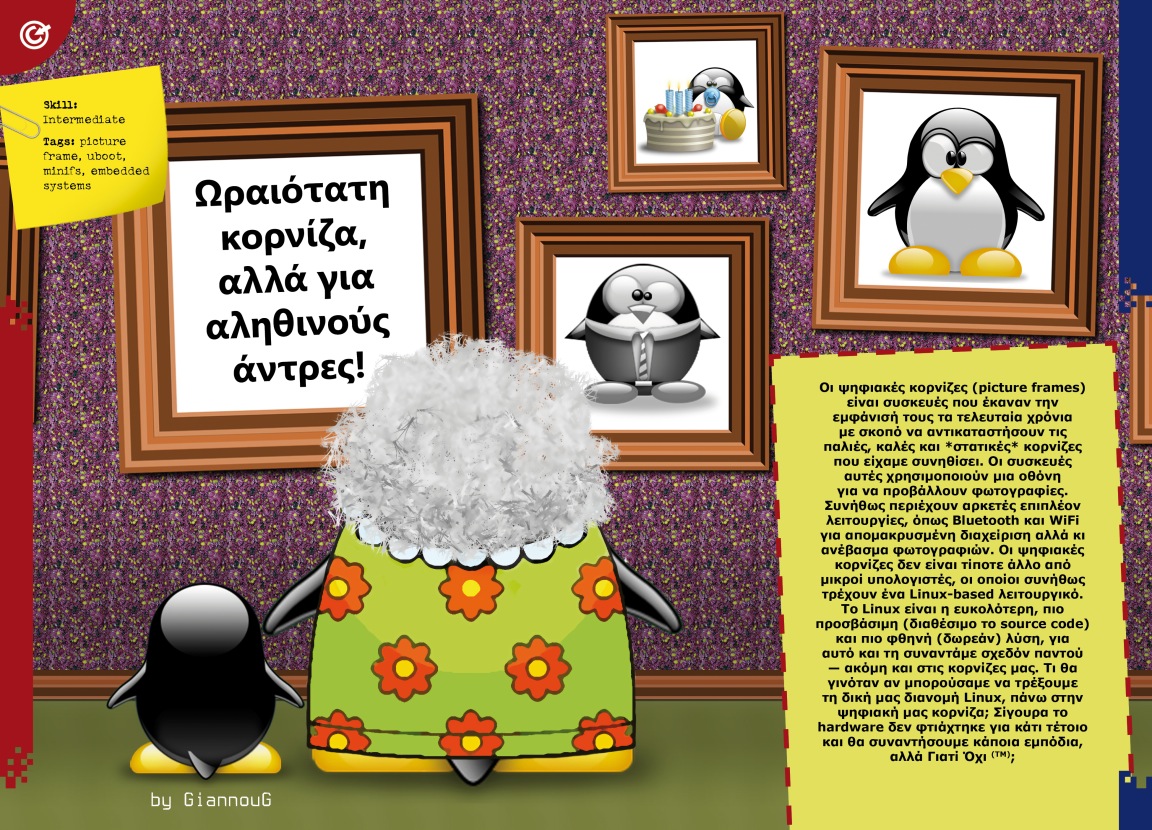 Skill:
Intermediate
Tags: picture
frame, uboot,
minifs, embedded
systems
Ωραιότατη
κορνίζα,
αλλά για
αληθινούς
άντρες!
Οι ψηφιακές κορνίζες (picture frames)
είναι συσκευές που έκαναν την
εμφάνισή τους τα τελευταία χρόνια
με σκοπό να αντικαταστήσουν τις
παλιές, καλές και *στατικές* κορνίζες
που είχαμε συνηθίσει. Οι συσκευές
αυτές χρησιμοποιούν μια οθόνη
για να προβάλλουν φωτογραφίες.
Συνήθως περιέχουν αρκετές επιπλέον
λειτουργίες, όπως Bluetooth και WiFi
για απομακρυσμένη διαχείριση αλλά κι
ανέβασμα φωτογραφιών. Οι ψηφιακές
κορνίζες δεν είναι τίποτε άλλο από
μικροί υπολογιστές, οι οποίοι συνήθως
τρέχουν ένα Linux-based λειτουργικό.
Το Linux είναι η ευκολότερη, πιο
προσβάσιμη (διαθέσιμο το source code)
και πιο φθηνή (δωρεάν) λύση, για
αυτό και τη συναντάμε σχεδόν παντού
— ακόμη και στις κορνίζες μας. Τι θα
γινόταν αν μπορούσαμε να τρέξουμε
τη δική μας διανομή Linux, πάνω στην
ψηφιακή μας κορνίζα; Σίγουρα το
hardware δεν φτιάχτηκε για κάτι τέτοιο
και θα συναντήσουμε κάποια εμπόδια,
αλλά Γιατί Όχι (TM);
by GiannouG